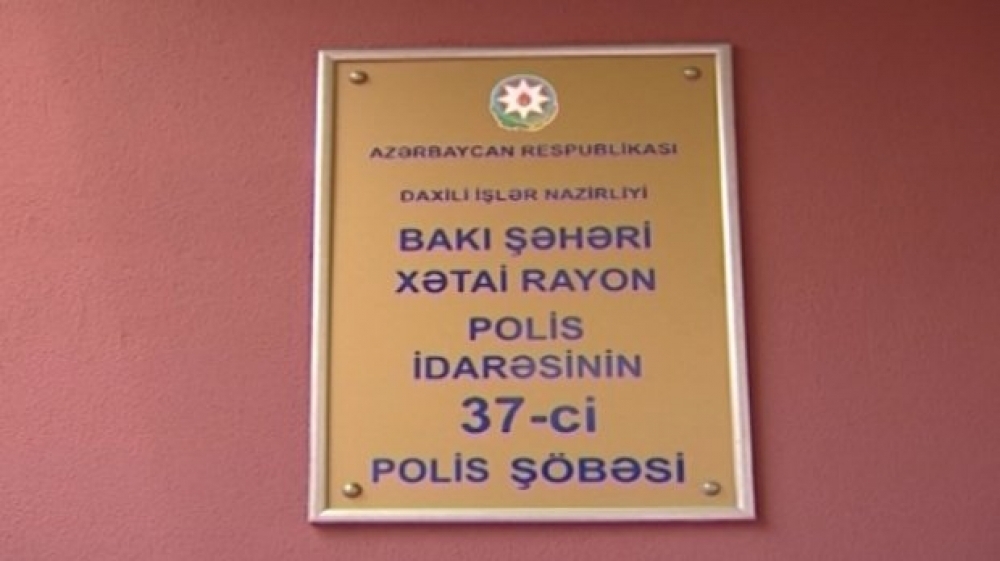 AZƏRBAYCAN RESPUBLİKASI
DAXİLİ İŞLƏR NAZİRLİYİ
BAKI ŞƏHƏRİ
XƏTAİ RAYON
POLİS
İDARƏSİNİN
37-ci
POLİS ŞÖBƏSİ